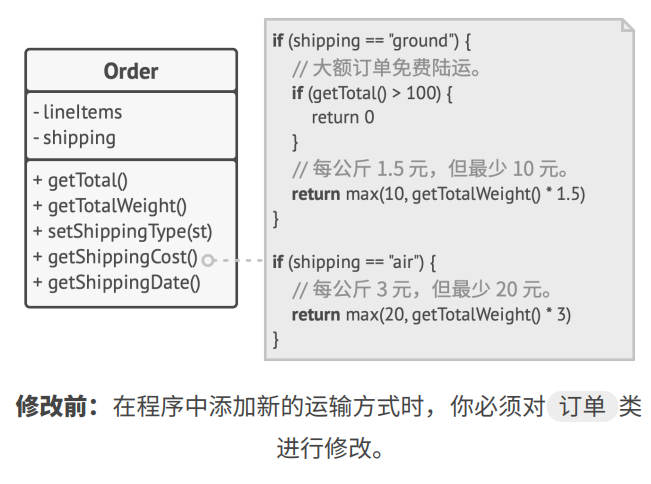 Order
- lineItems
- shipping
+ getTotal()
+ getTotalWeight()
+ setShippingType(st)
+ getShippingCost()
+ getShippingDate()
if (shipping == "ground") {
// 大额订单免费陆运。
if (getTotal() > 100) {
return 0
}
// 每公斤 1.5 元，但最少 10 元。
return max(10, getTotalWeight() * 1.5)
}
if (shipping == "air") {
// 每公斤 3 元，但最少 20 元。
return max(20, getTotalWeight() * 3)
}
修改前：在程序中添加新的运输方式时，你必须对 订单 类
进行修改。